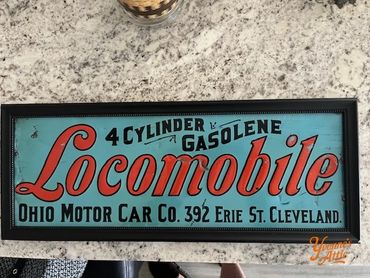 4 CYLINDER
GASOLENE
Locomobile
OHIO MOTOR CAR CO. 392 ERIE ST. CLEVELAND.